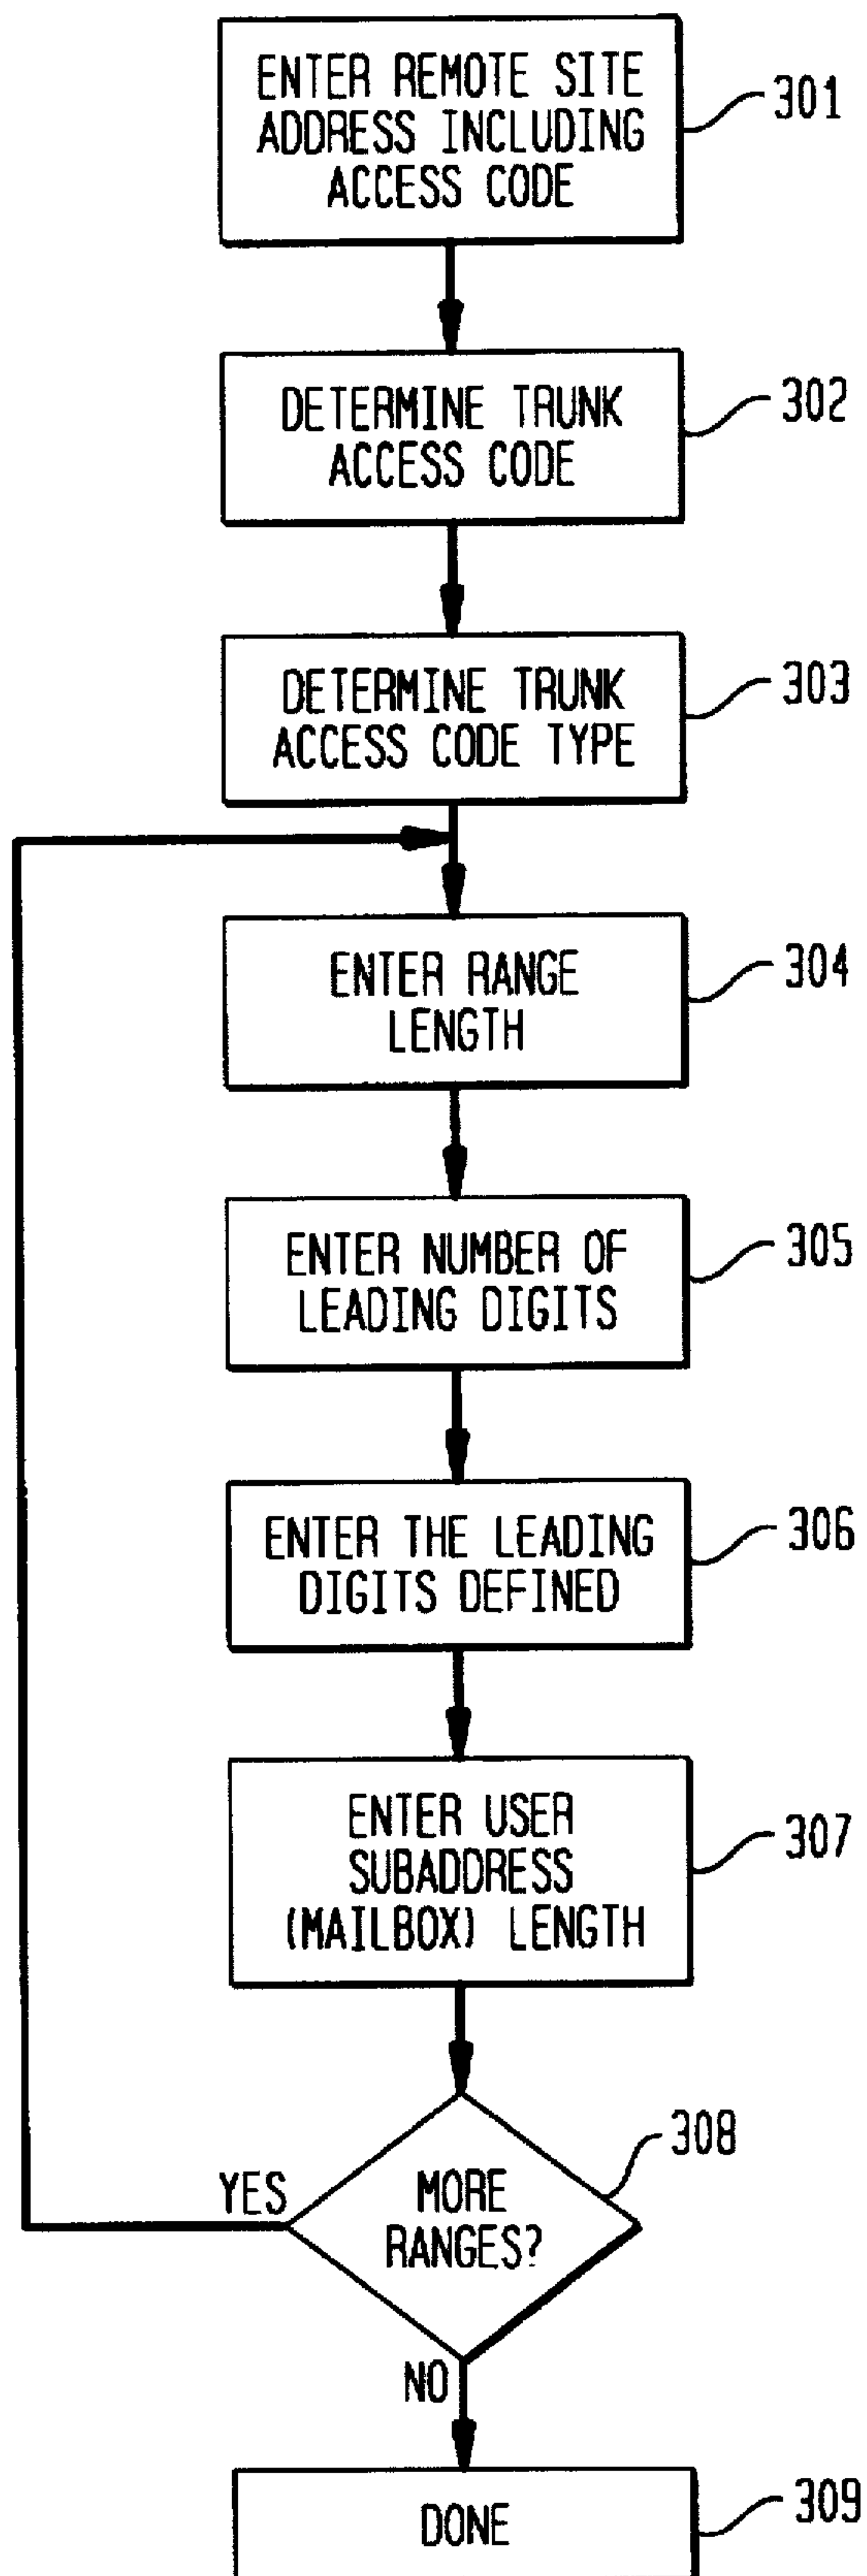 ENTER REMOTE SITE
ADDRESS INCLUDING
ACCESS CODE
301
DETERMINE TRUNK
ACCESS CODE
302
DETERMINE TRUNK
ACCESS CODE TYPE
303
ENTER RANGE
LENGTH
304
ENTER NUMBER OF
LEADING DIGITS
305
ENTER THE LEADING
DIGITS DEFINED
306
ENTER USER
SUBADDRESS
(MAILBOX) LENGTH
307
MORE
RANGES?
308
YES
NO
DONE
309